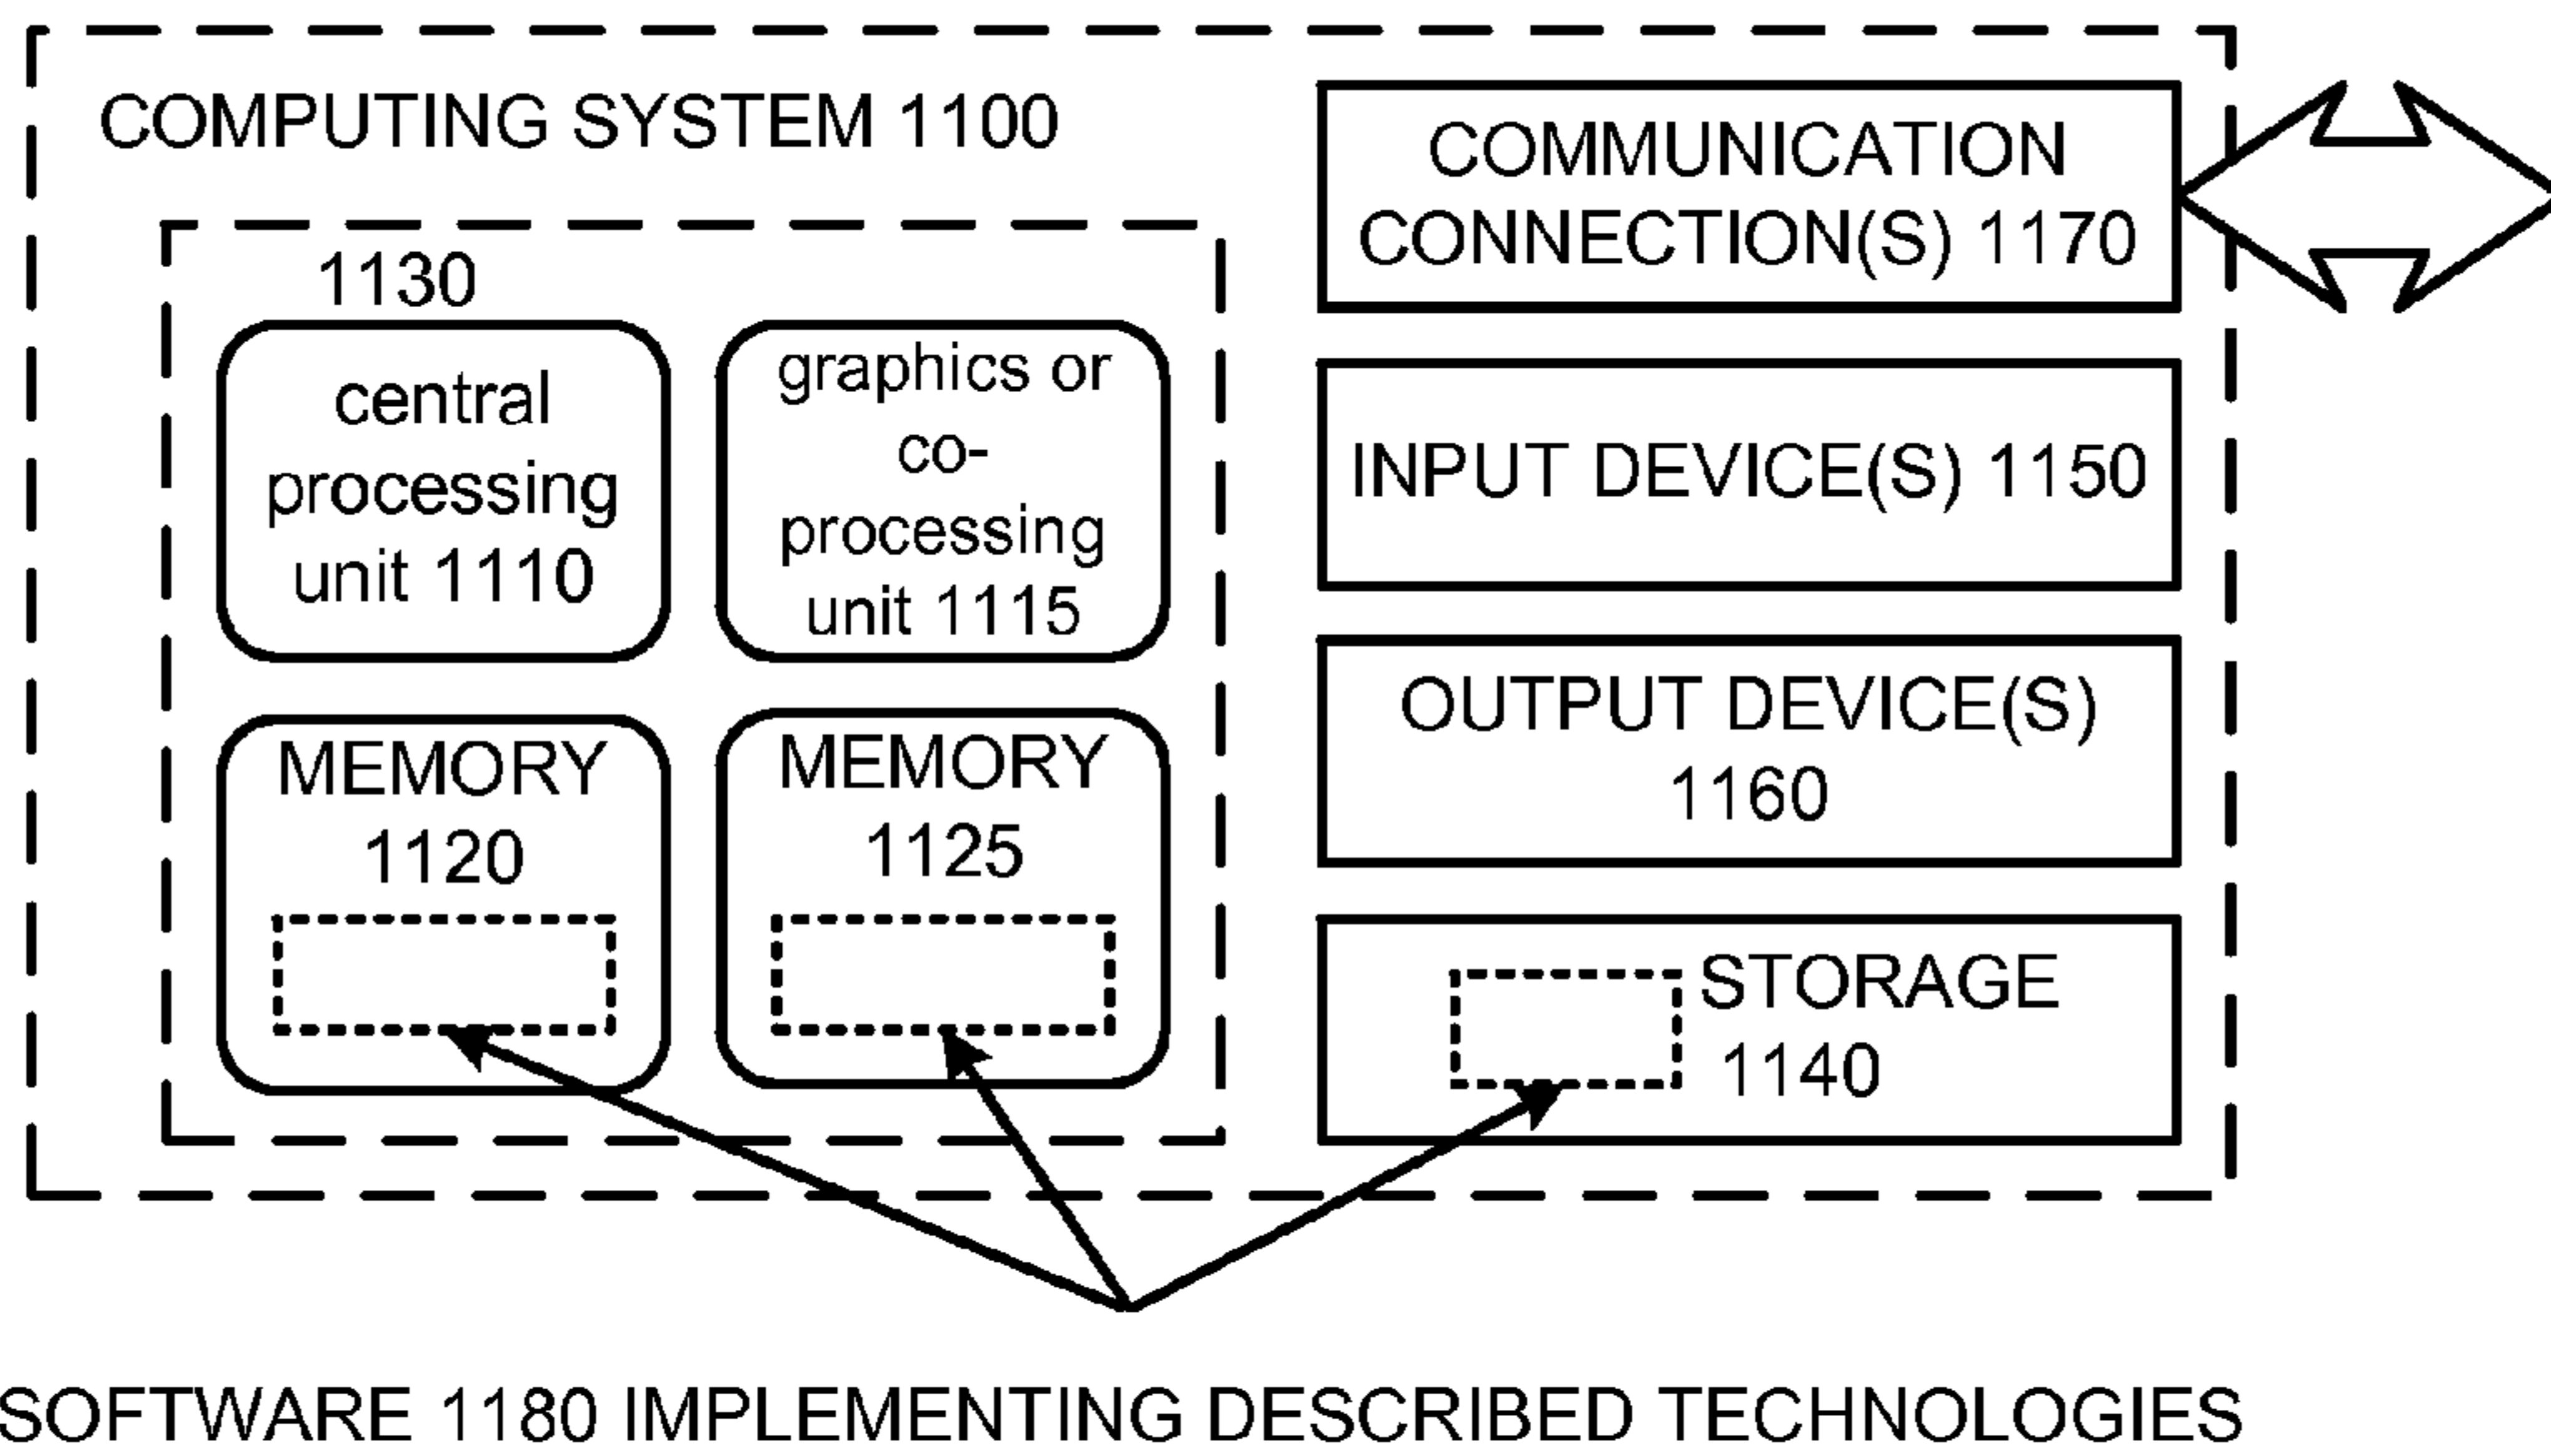 COMPUTING SYSTEM 1100
1130
central
processing
unit 1110
graphics or
co-
processing
unit 1115
MEMORY
1120
MEMORY
1125
COMMUNICATION
CONNECTION(S) 1170
INPUT DEVICE(S) 1150
OUTPUT DEVICE(S)
1160
STORAGE
1140
SOFTWARE 1180 IMPLEMENTING DESCRIBED TECHNOLOGIES